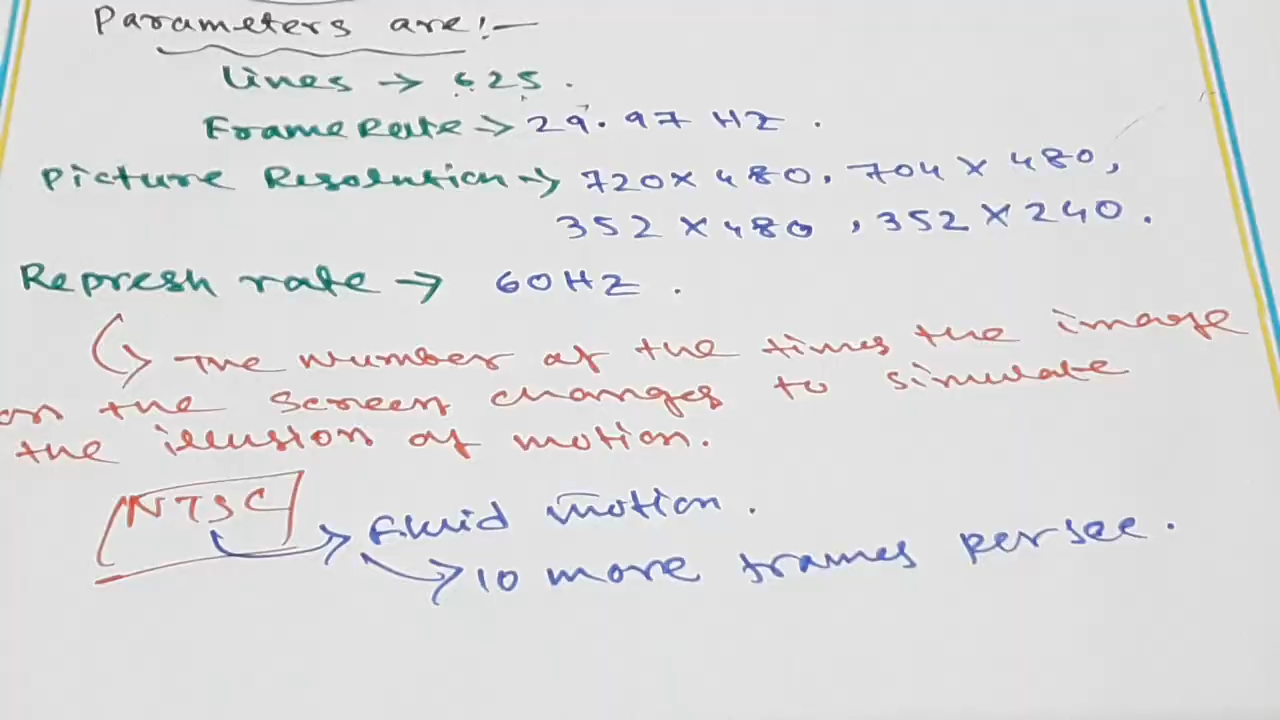 Parameters are:-
lines → 625.
Frame Rate → 29.97 HZ.
Picture Resolution → 720 × 480, 704 × 480,
352 × 480, 352 × 240.
Represh rate → 60HZ.
↳ The number of the times the image
on the screen changes to simulate
the illusion of motion.
NTSC → Fluid motion.
→ 10 more frames per sec.